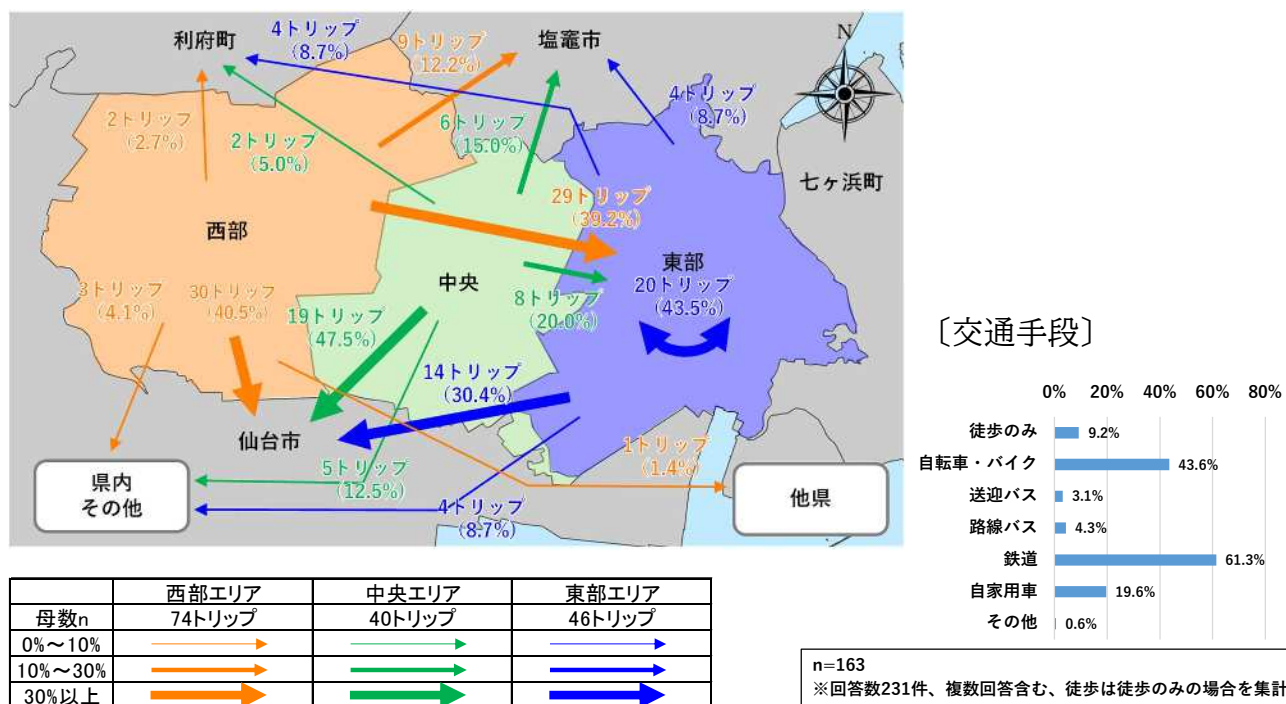 利府町
4トリップ
(8.7%)
9トリップ
(12.2%)
塩竈市
N
2トリップ
(2.7%)
2トリップ
(5.0%)
6トリップ
(15.0%)
4トリップ
(8.7%)
七ヶ浜町
29トリップ
(39.2%)
西部
中央
東部
20トリップ
(43.5%)
3トリップ
(4.1%)
30トリップ
(40.5%)
19トリップ
(47.5%)
8トリップ
(20.0%)
14トリップ
(30.4%)
仙台市
5トリップ
(12.5%)
1トリップ
(1.4%)
4トリップ
(8.7%)
県内
その他
他県
西部エリア 中央エリア 東部エリア
母数n 74トリップ 40トリップ 46トリップ
0%～10%
10%～30%
30%以上
〔交通手段〕
0% 20% 40% 60% 80%
徒歩のみ 9.2%
自転車・バイク 43.6%
送迎バス 3.1%
路線バス 4.3%
鉄道 61.3%
自家用車 19.6%
その他 0.6%
n=163
※回答数231件、複数回答含む、徒歩は徒歩のみの場合を集計